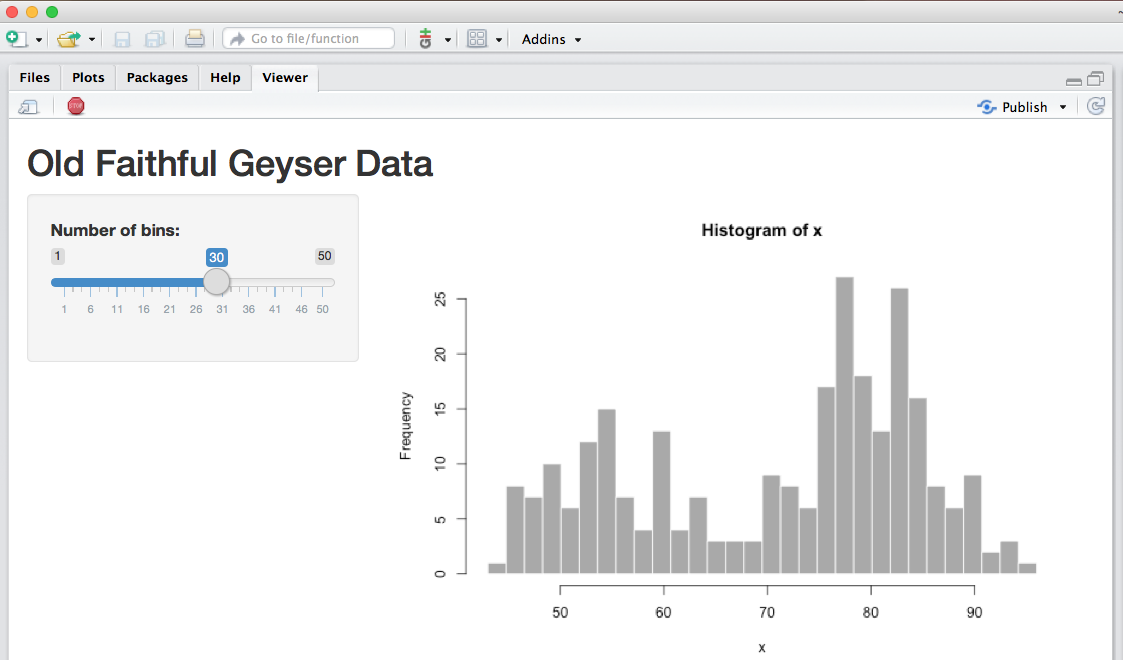 Go to file/function
Addins
Files Plots Packages Help Viewer
STOP
Publish
Old Faithful Geyser Data
Number of bins:
1 30 50
1 6 11 16 21 26 31 36 41 46 50
Histogram of x
Frequency
25
20
15
10
5
0
50 60 70 80 90
x